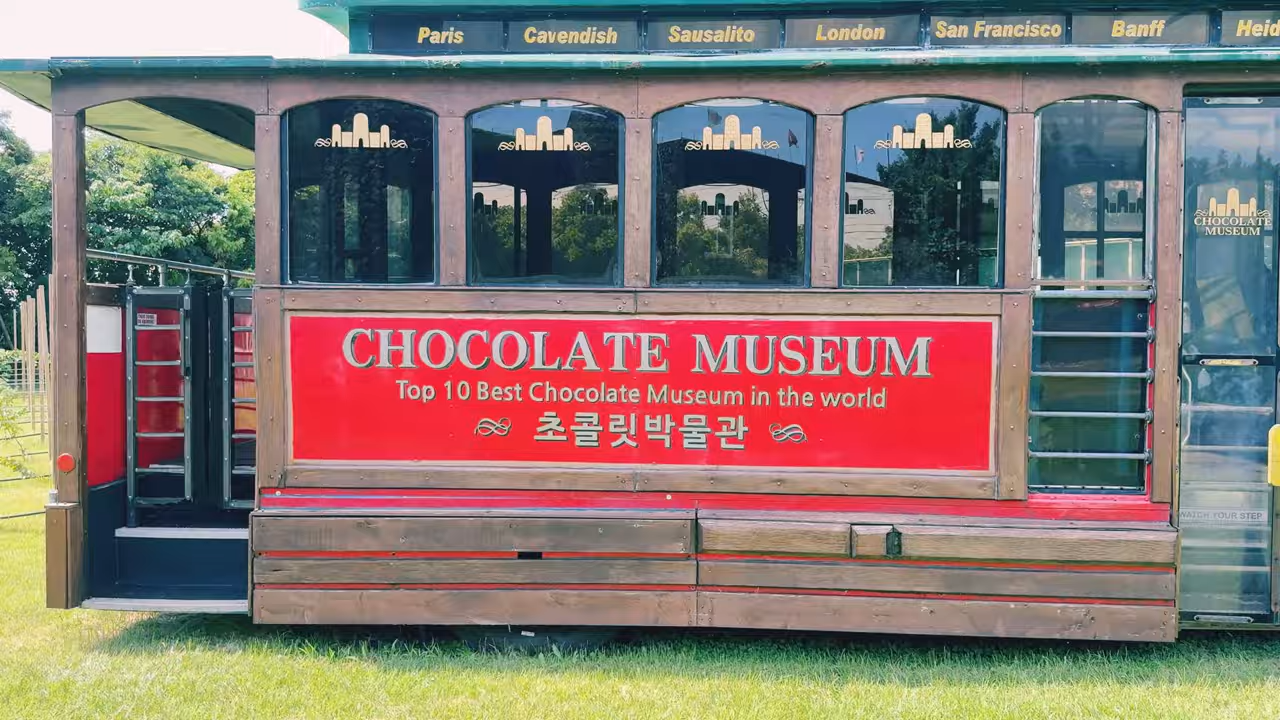 Paris Cavendish Sausalito London San Francisco Banff Heid
CHOCOLATE MUSEUM
Top 10 Best Chocolate Museum in the world
초콜릿박물관
CHOCOLATE
MUSEUM
WATCH YOUR STEP